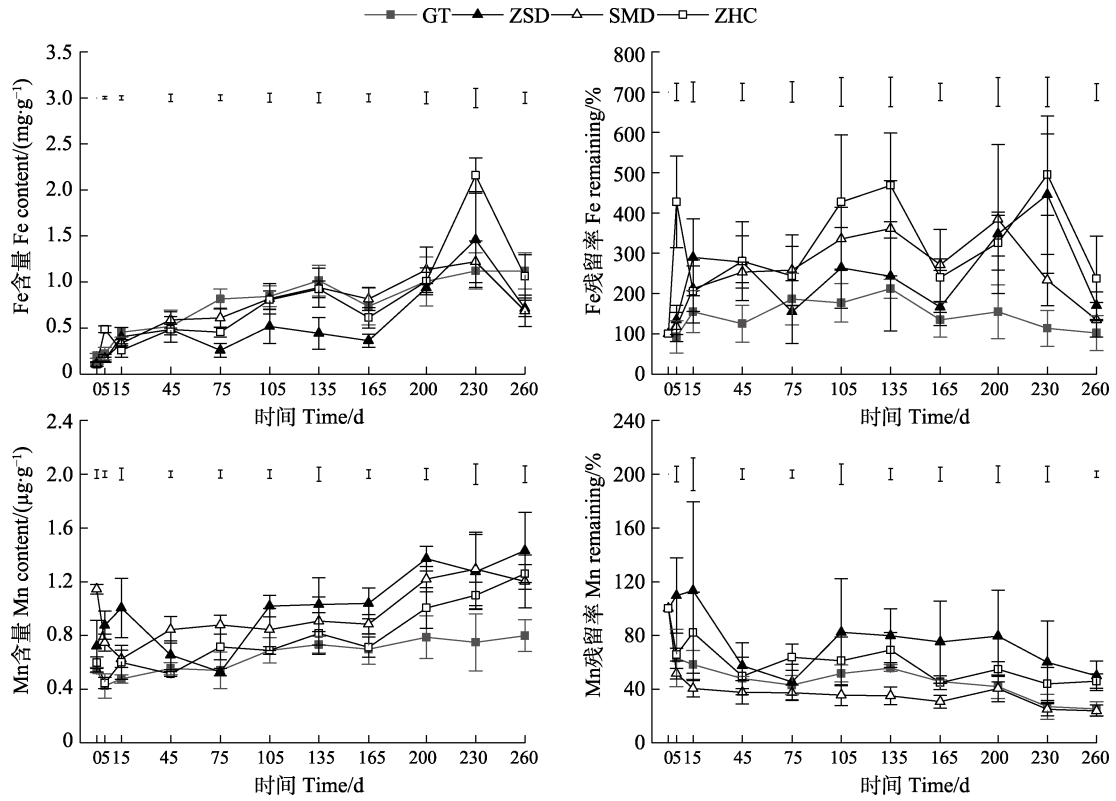 GT ZSD SMD ZHC
Fe含量 Fe content/(mg·g⁻¹)
3.5
3.0
2.5
2.0
1.5
1.0
0.5
0
05 15 45 75 105 135 165 200 230 260
时间 Time/d
Fe残留率 Fe remaining/%
800
700
600
500
400
300
200
100
0
05 15 45 75 105 135 165 200 230 260
时间 Time/d
Mn含量 Mn content/(μg·g⁻¹)
2.4
2.0
1.6
1.2
0.8
0.4
0
05 15 45 75 105 135 165 200 230 260
时间 Time/d
Mn残留率 Mn remaining/%
240
200
160
120
80
40
0
05 15 45 75 105 135 165 200 230 260
时间 Time/d